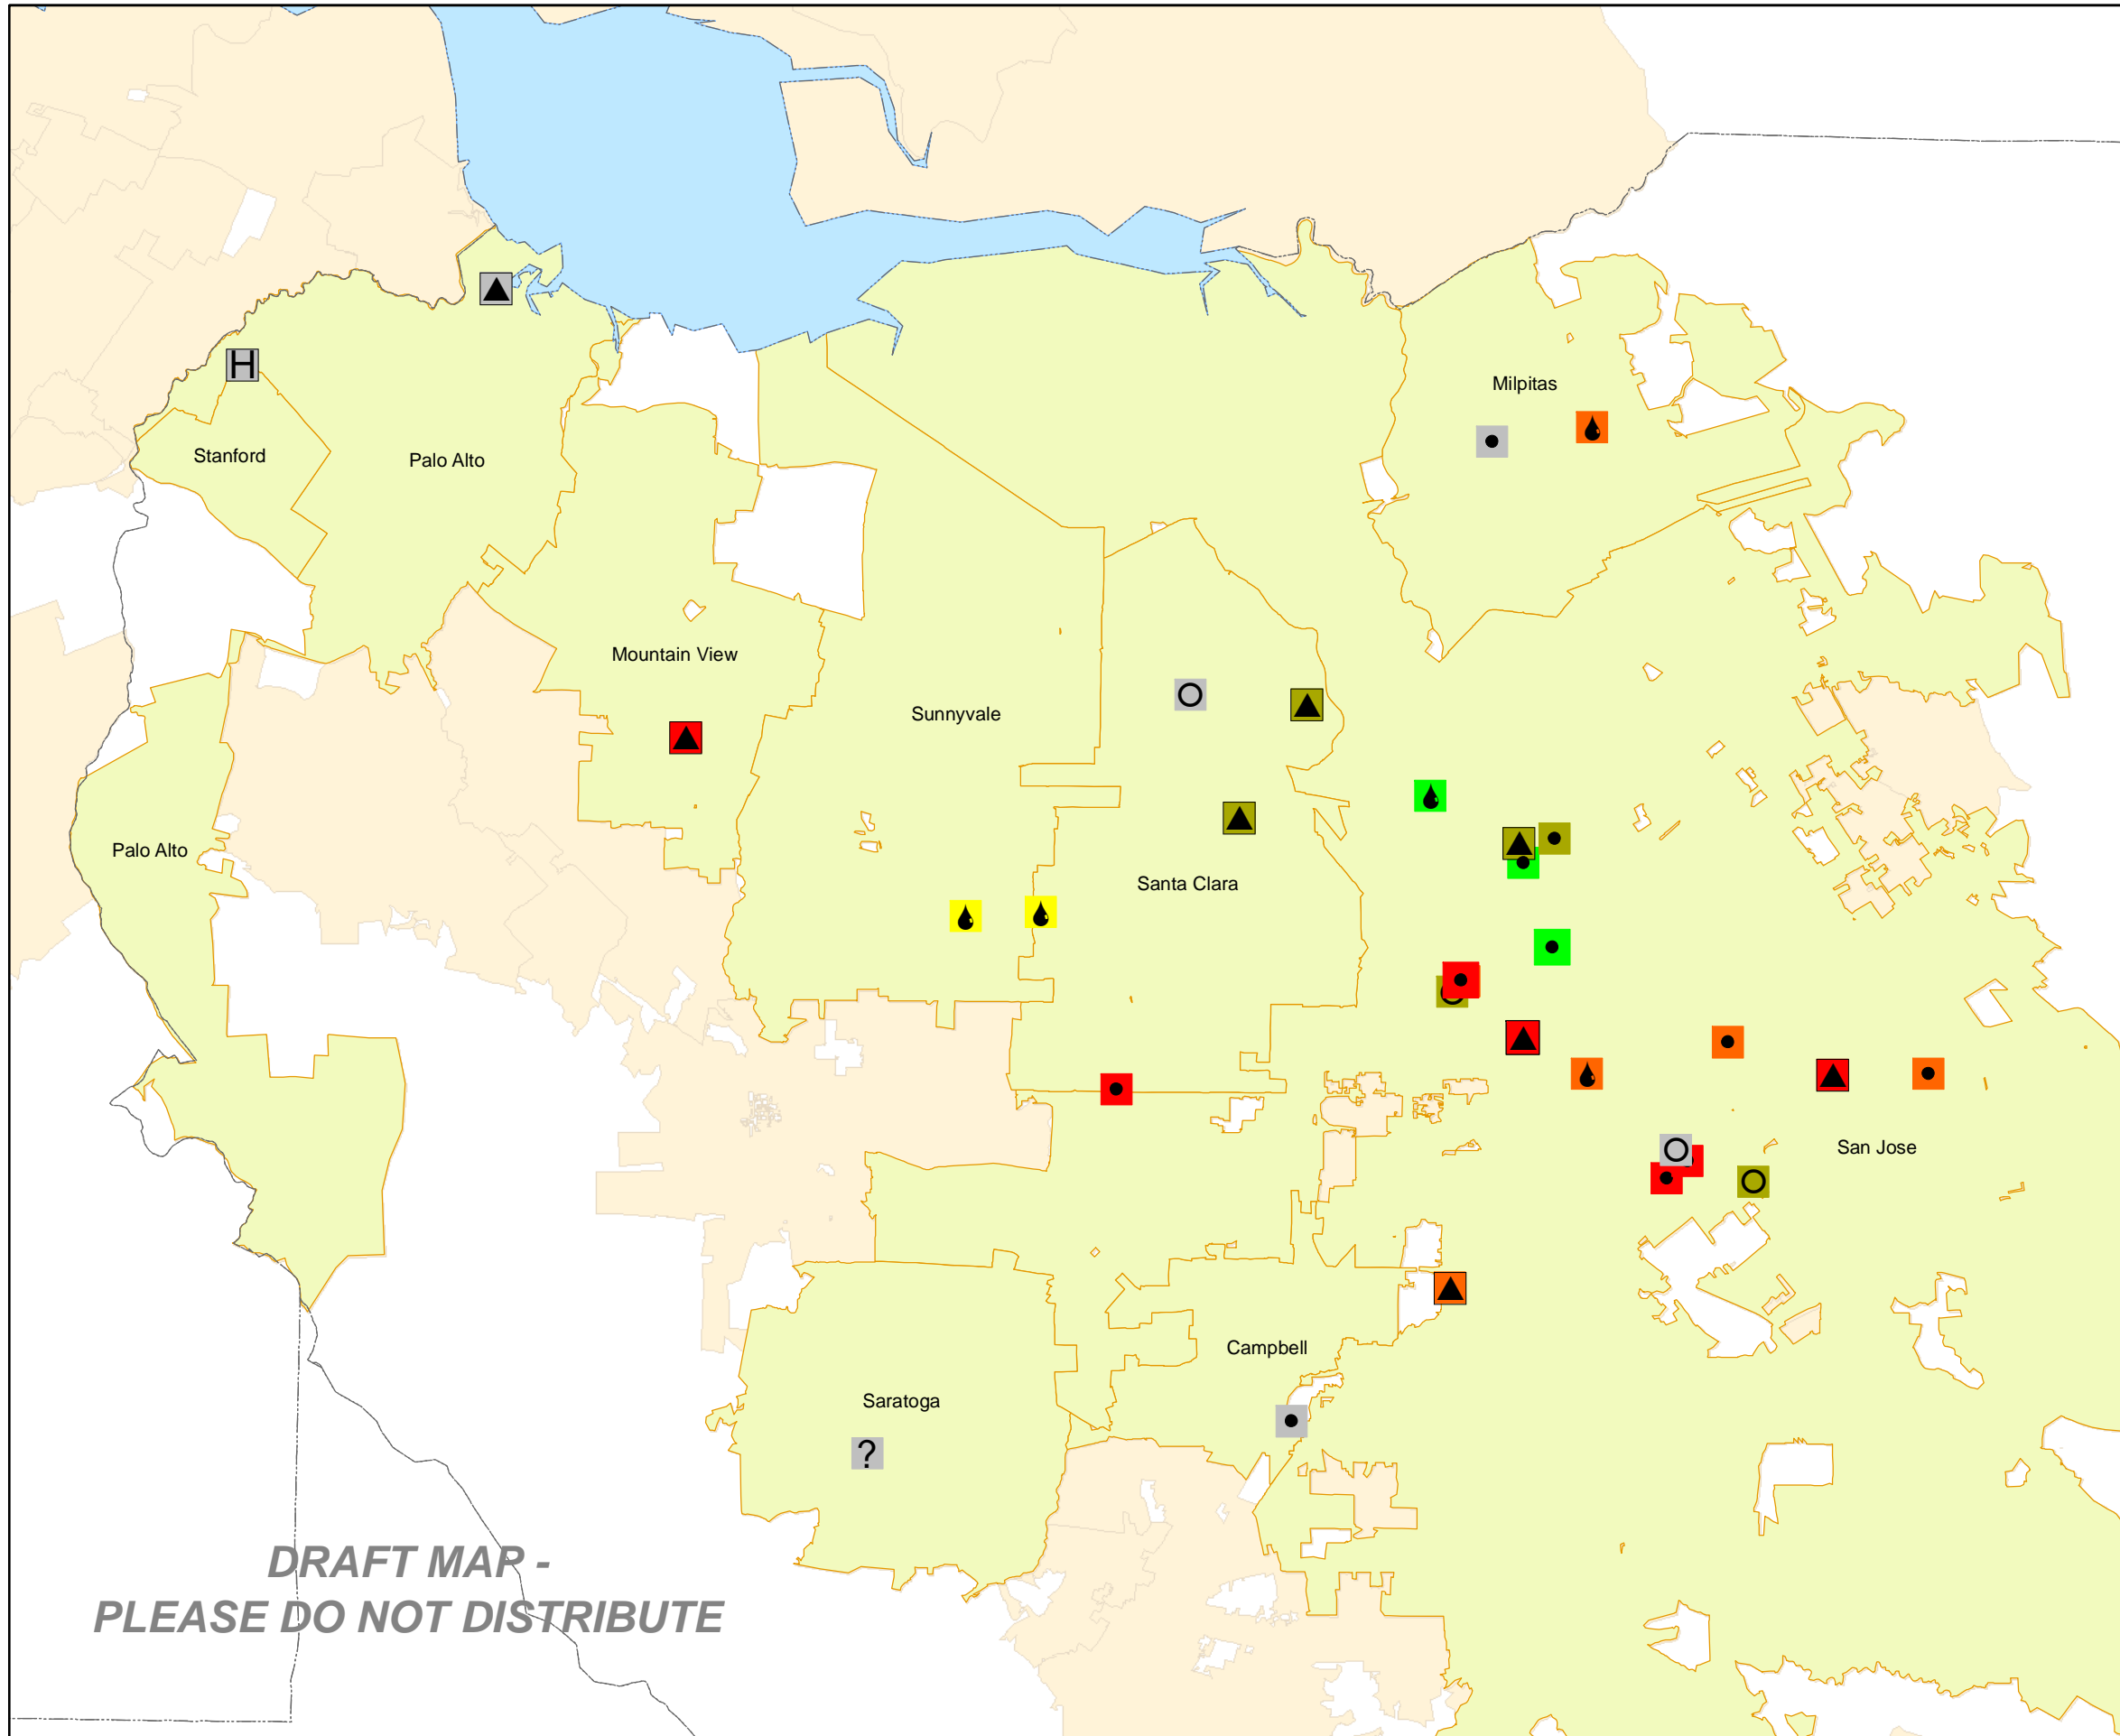 Milpitas
H
Stanford
Palo Alto
Mountain View
Sunnyvale
Palo Alto
Santa Clara
San Jose
Campbell
Saratoga
?
DRAFT MAP -
PLEASE DO NOT DISTRIBUTE